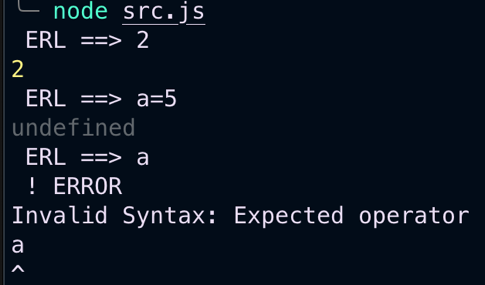 node src.js
ERL ==> 2
2
ERL ==> a=5
undefined
ERL ==> a
! ERROR
Invalid Syntax: Expected operator
a
^